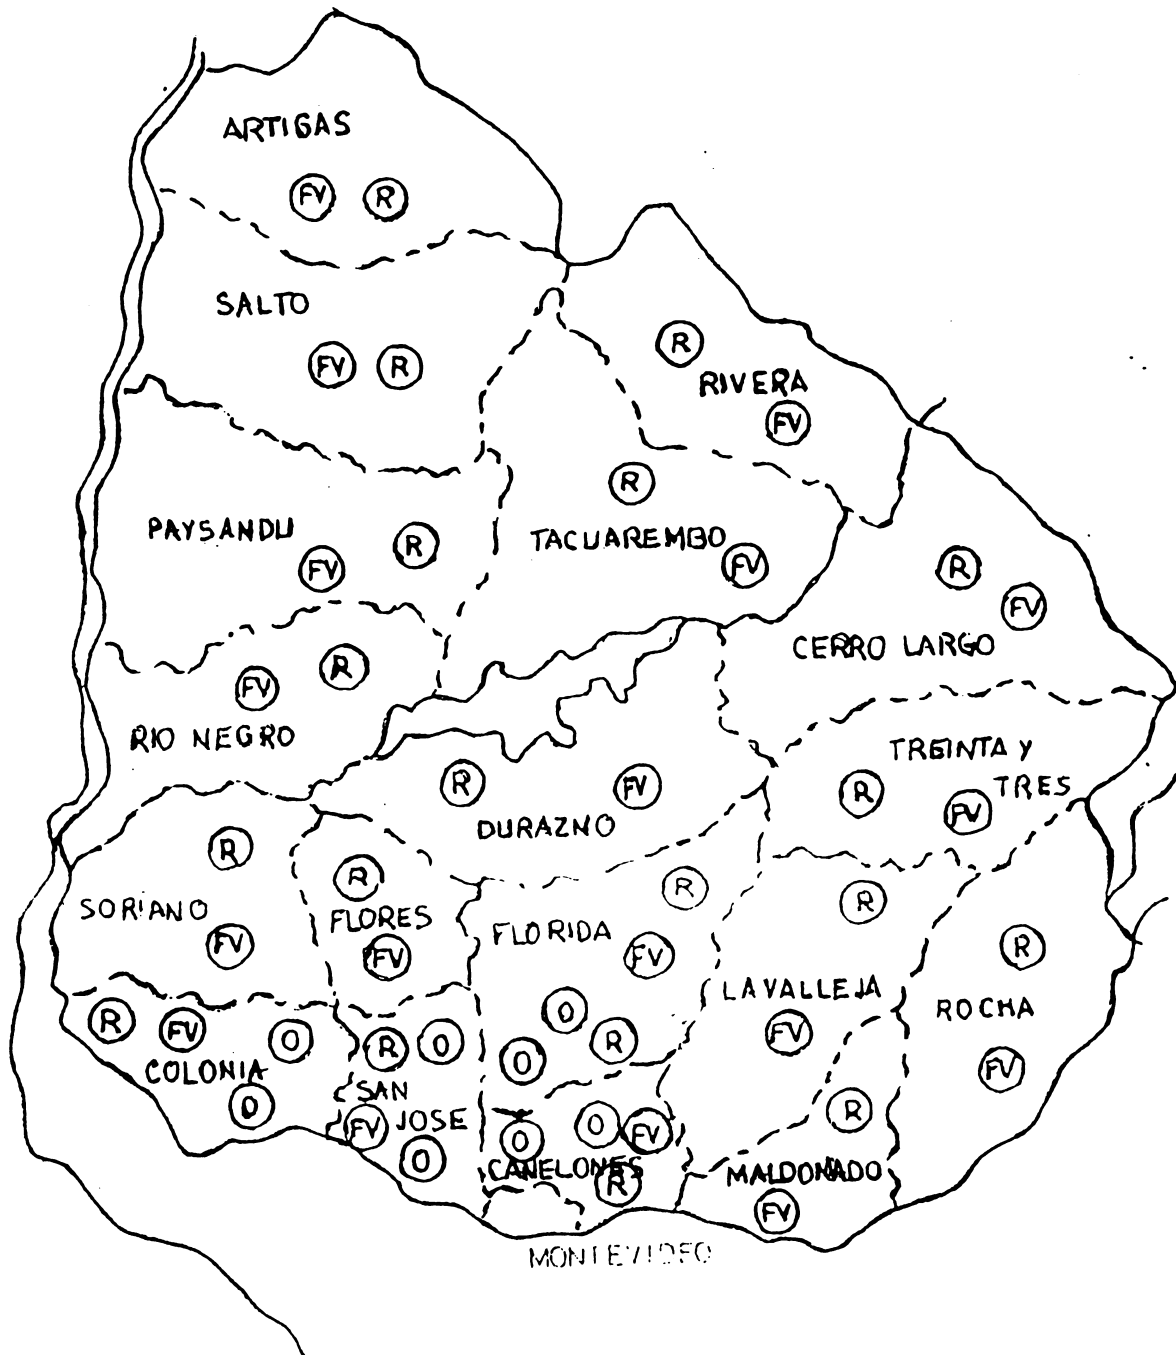 ARTIGAS
FV R
SALTO
FV R
R
RIVERA
FV
R
PAYSANDU
R
FV
TACUAREMBO
FV
R
FV
CERRO LARGO
R
FV
RIO NEGRO
TREINTA Y
TRES
R
FV
R
FV
DURAZNO
R
SORIANO
FV
R
FLORES
FV
R
FLORIDA
FV
O
R
O
R
LAVALLEJA
FV
R
ROCHA
FV
R
FV
O
COLONIA
O
R
O
SAN
JOSE
FV
O
O
O
FV
CANELONES
R
R
MALDONADO
FV
MONTEVIDEO